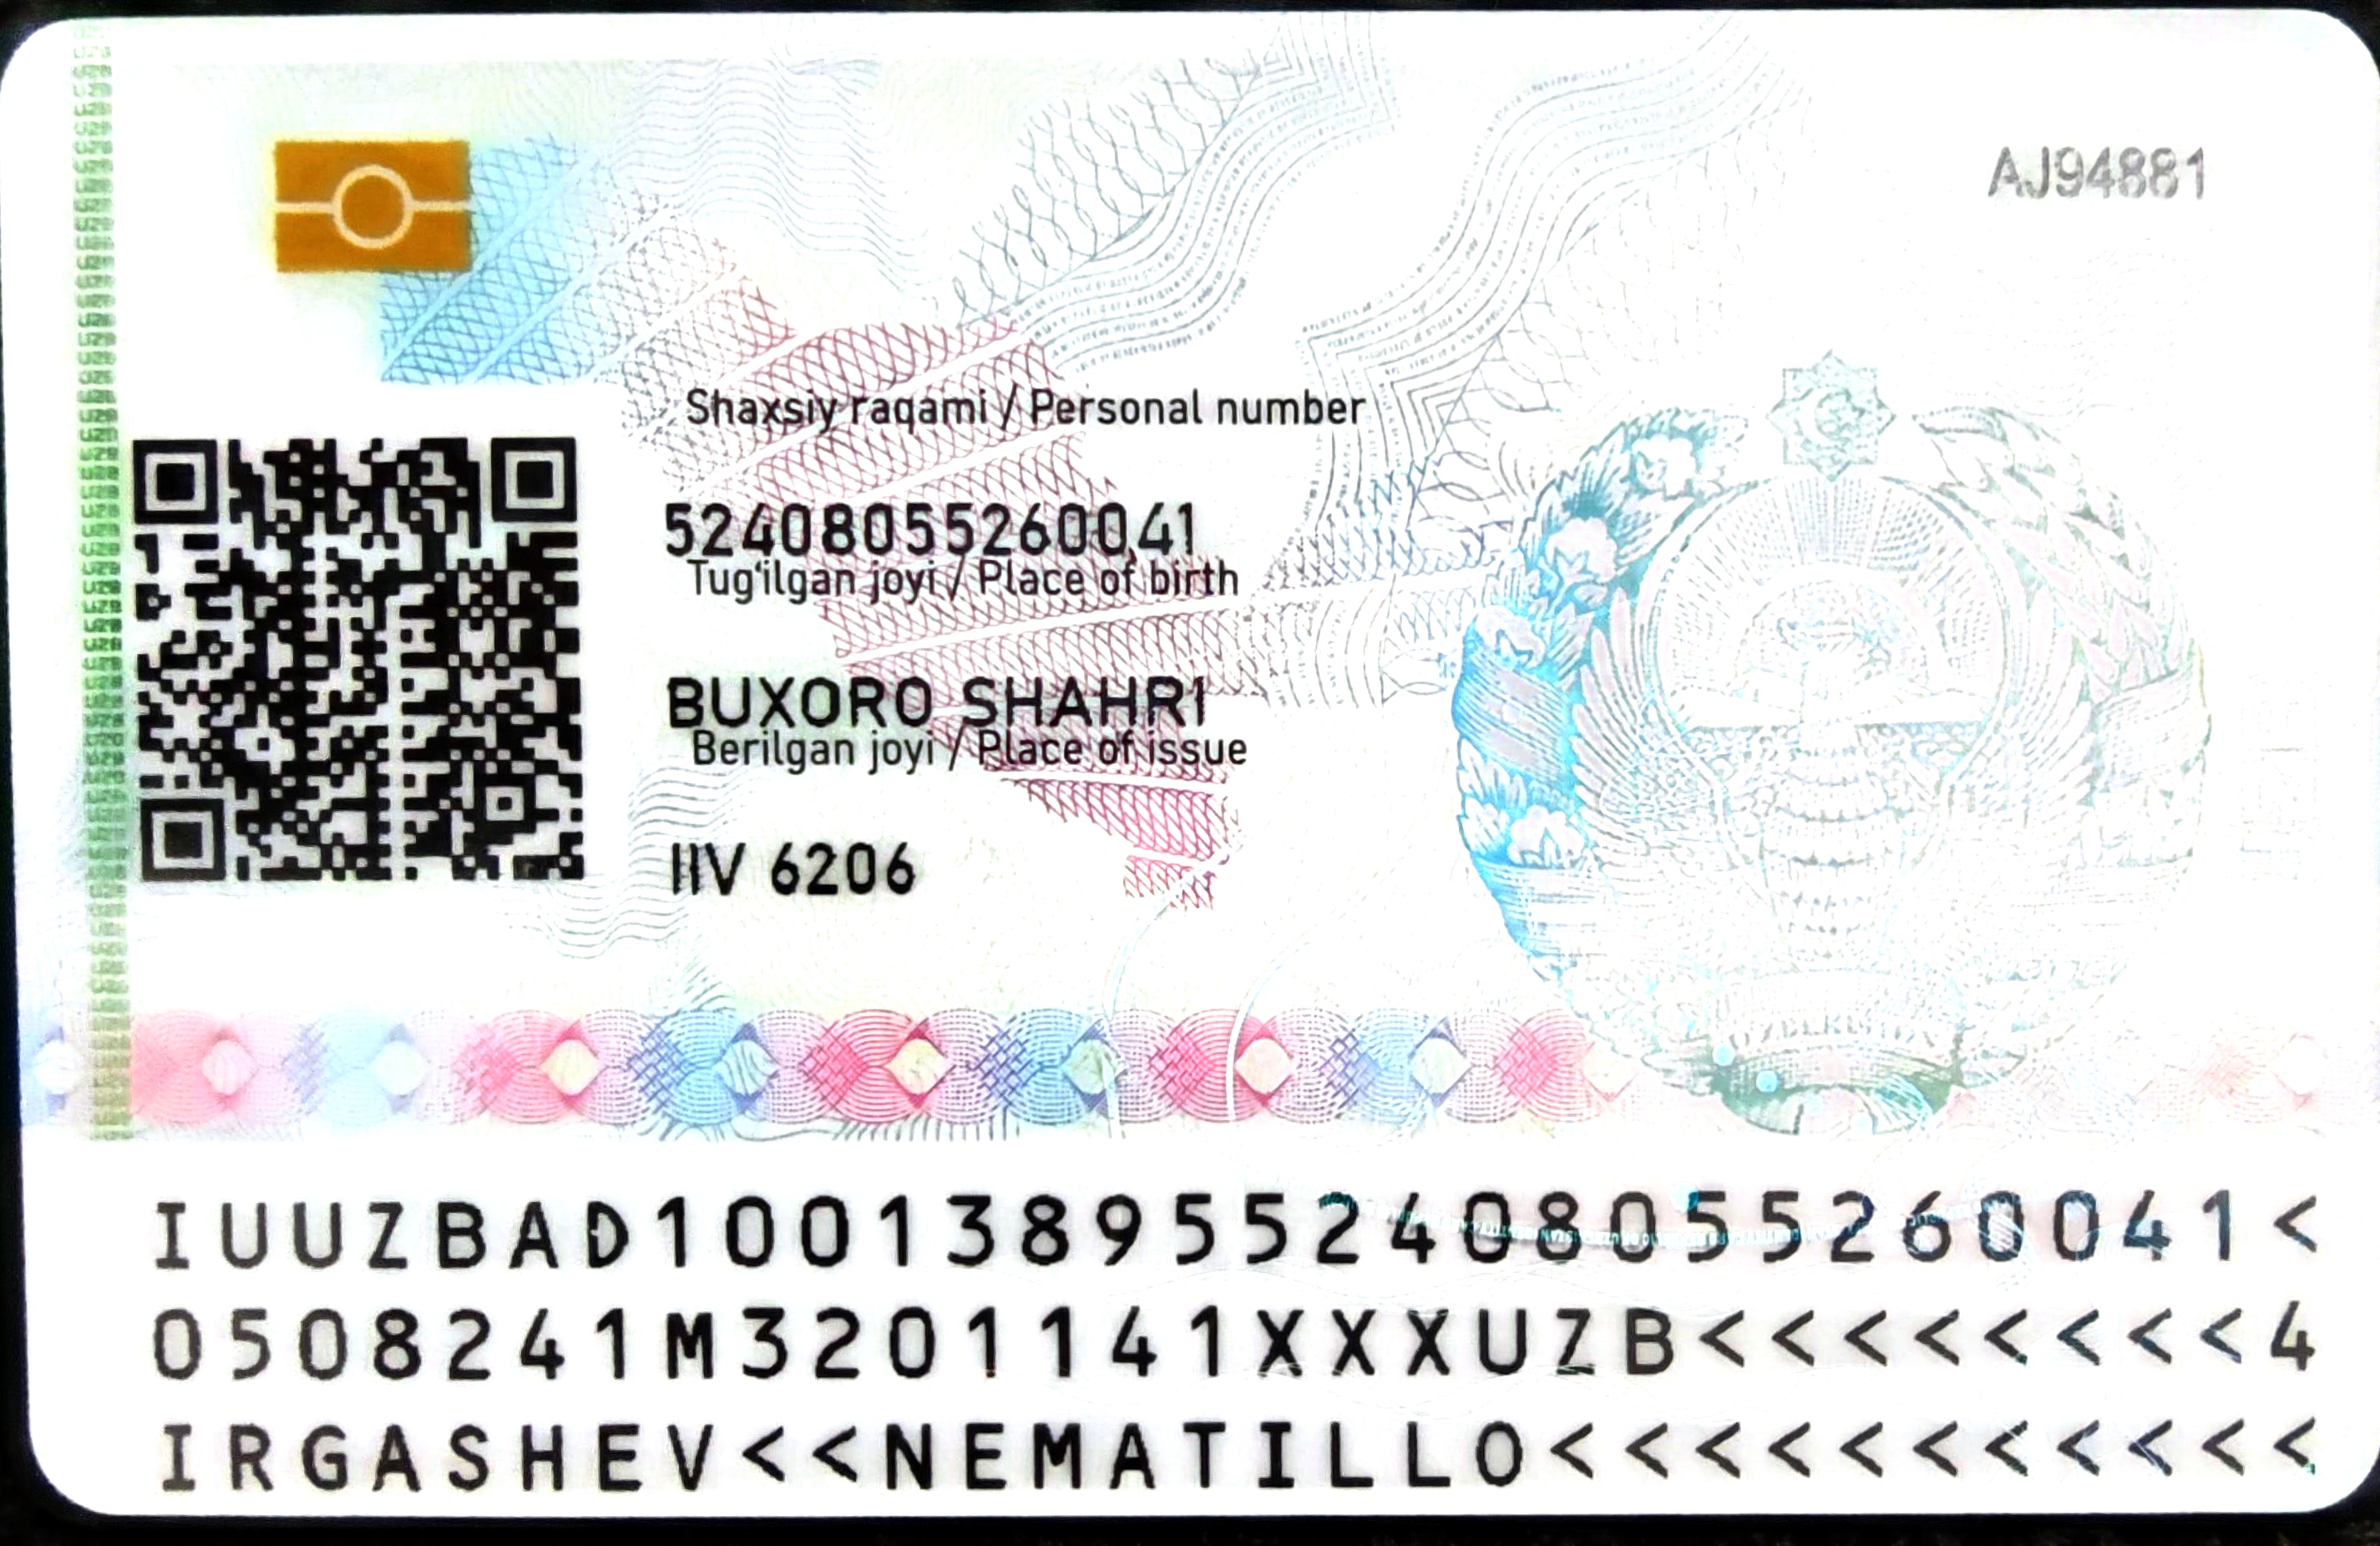 AJ94881
Shaxsiy raqami / Personal number
52408055260041
Tug‘ilgan joyi / Place of birth
BUXORO SHAHRI
Berilgan joyi / Place of issue
IIV 6206
IUUZBAD1001389552408055260041<
0508241M3201141XXXUZB<<<<<<<<4
IRGASHEV<<NEMATILLO<<<<<<<<<<<